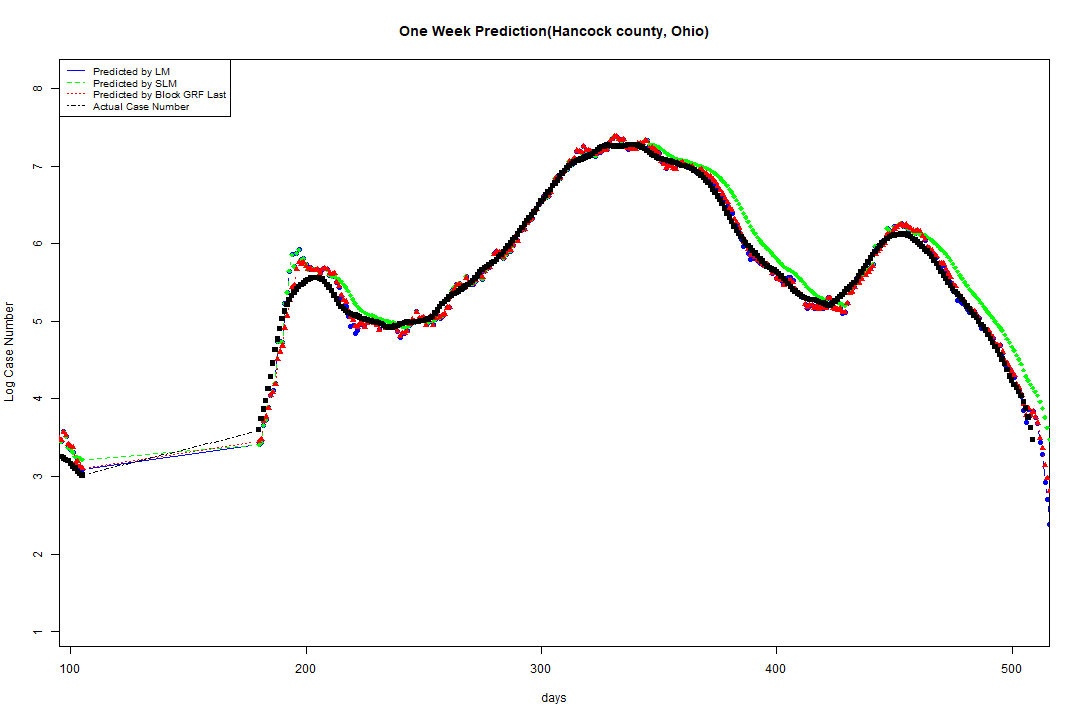 One Week Prediction(Hancock county, Ohio)
Predicted by LM
Predicted by SLM
Predicted by Block GRF Last
Actual Case Number
8
7
6
5
4
3
2
1
Log Case Number
100 200 300 400 500
days